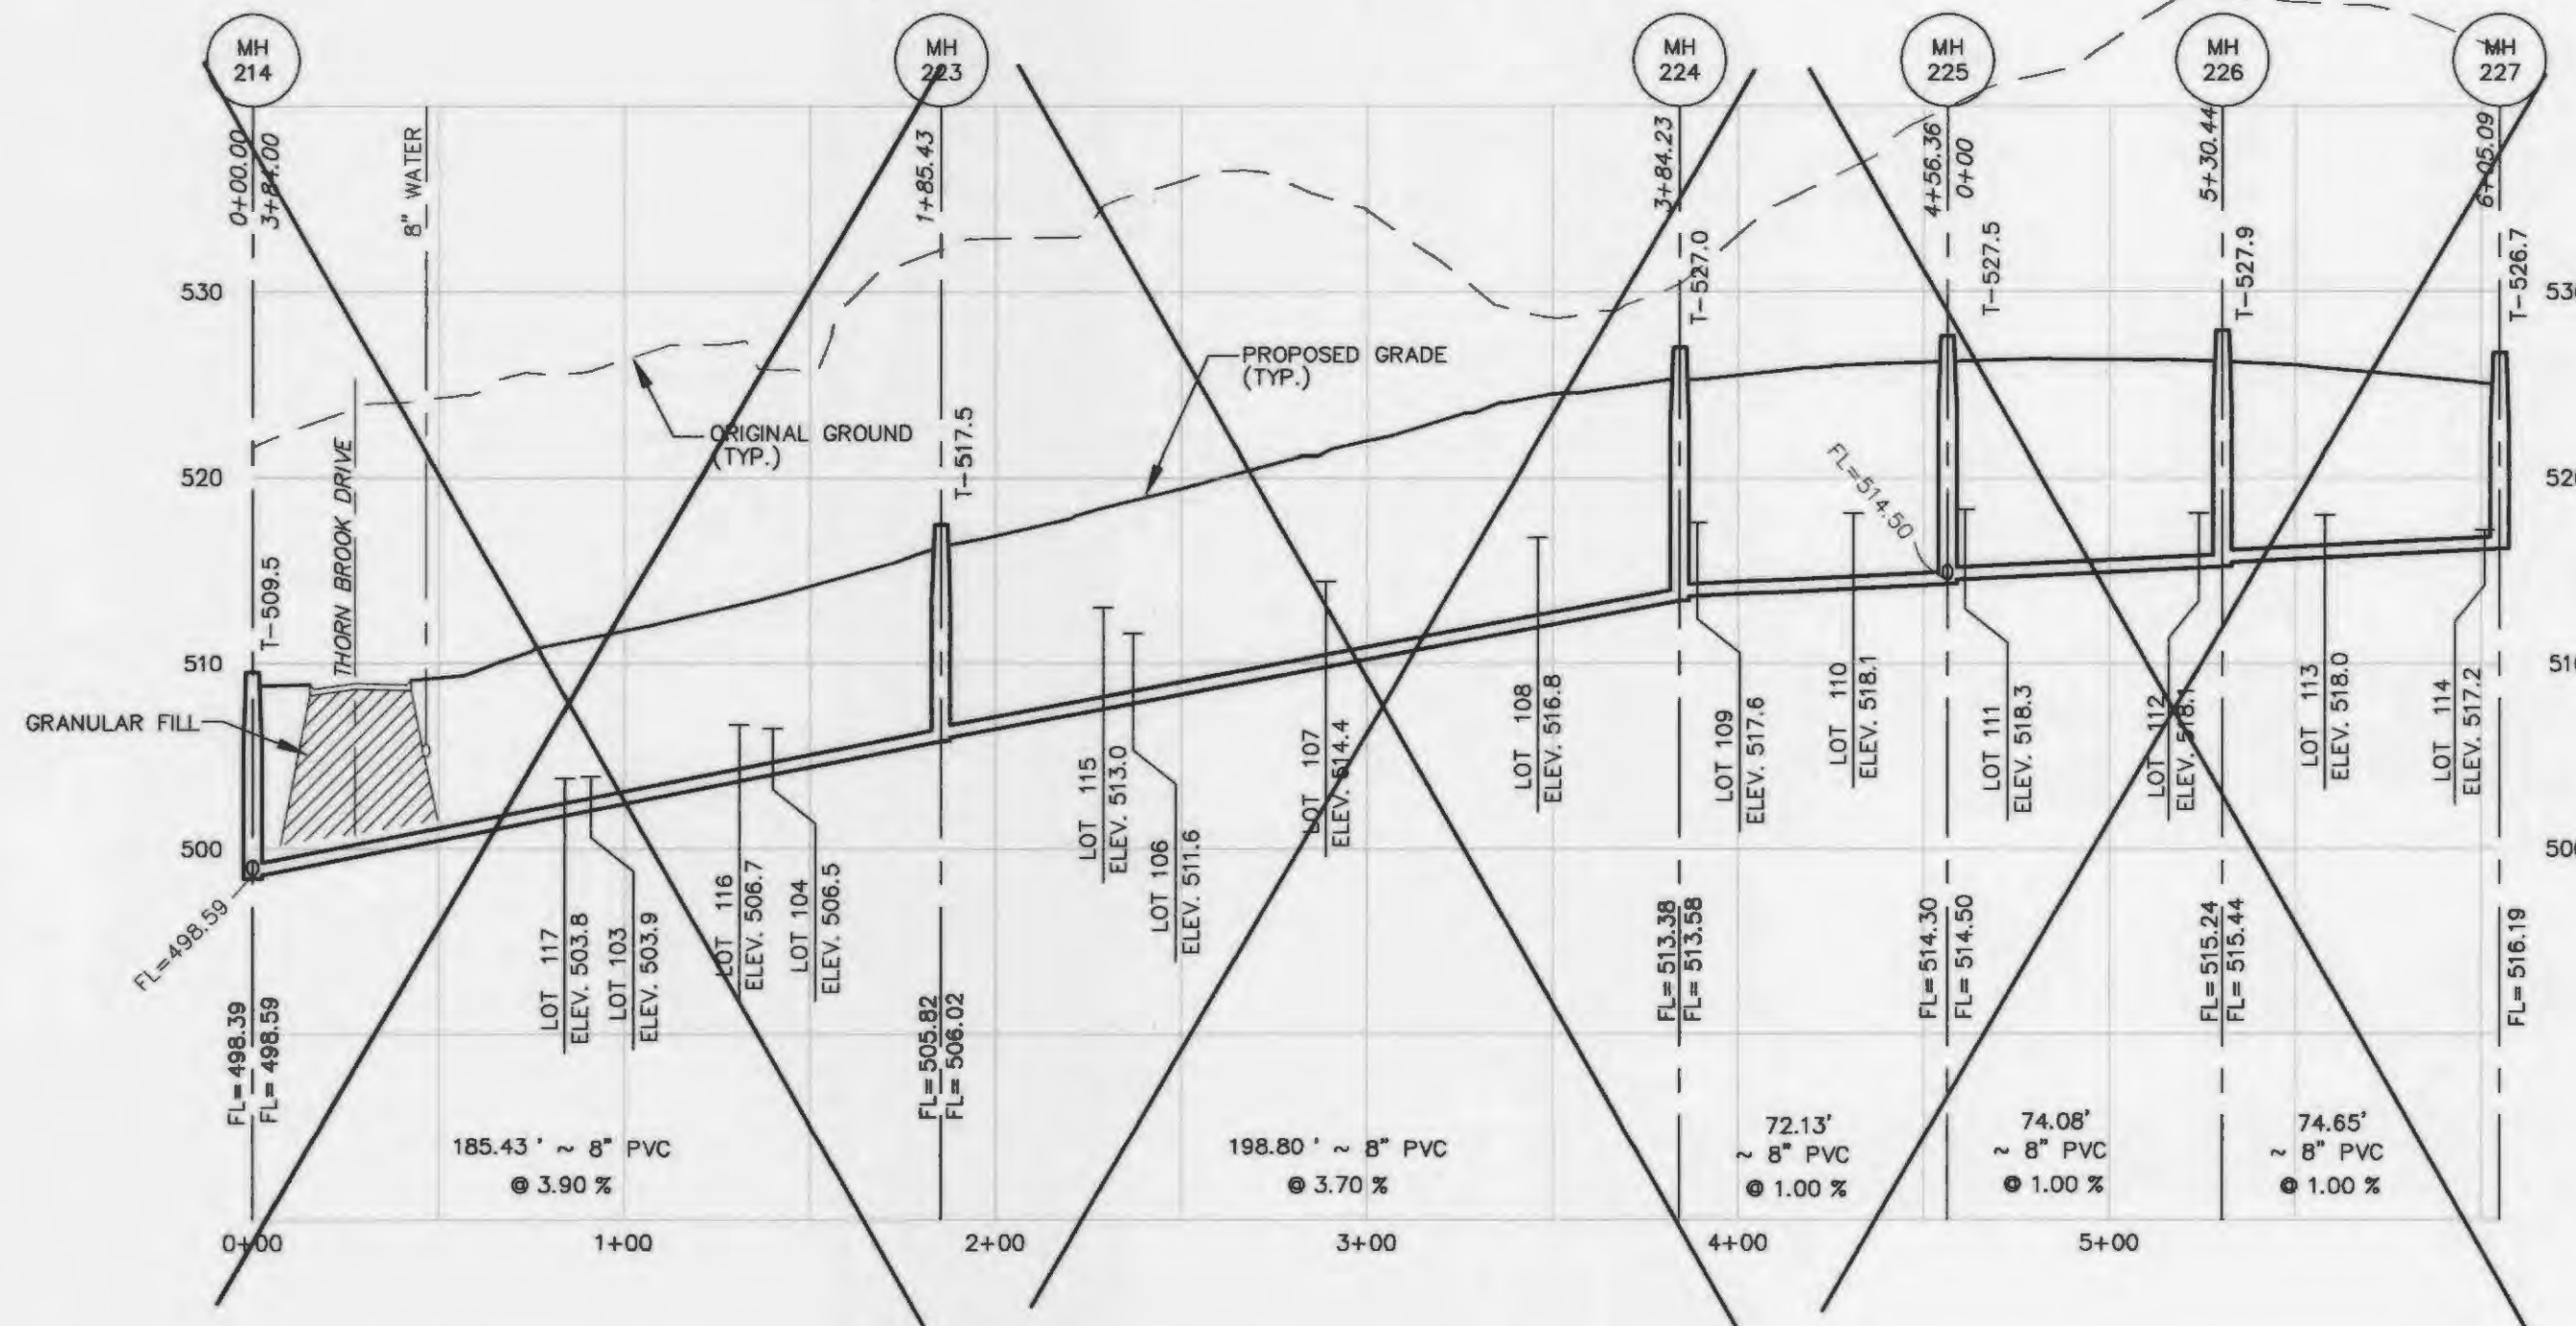 MH
214
MH
223
MH
224
MH
225
MH
226
MH
227
0+00.00
3+84.00
8" WATER
1+85.43
3+84.23
4+56.36
0+00
5+30.44
6+05.09
T-509.5
T-517.5
T-527.0
T-527.5
T-527.9
T-526.7
530
520
510
500
THORN BROOK DRIVE
ORIGINAL GROUND
(TYP.)
PROPOSED GRADE
(TYP.)
GRANULAR FILL
FL=498.59
FL=514.50
LOT 117
ELEV. 503.8
LOT 103
ELEV. 503.9
LOT 116
ELEV. 506.7
LOT 104
ELEV. 506.5
LOT 115
ELEV. 513.0
LOT 106
ELEV. 511.6
LOT 107
ELEV. 514.4
LOT 108
ELEV. 516.8
LOT 109
ELEV. 517.6
LOT 110
ELEV. 518.1
LOT 111
ELEV. 518.3
LOT 112
ELEV. 518.1
LOT 113
ELEV. 518.0
LOT 114
ELEV. 517.2
FL=498.39
FL=498.59
FL=505.82
FL=506.02
FL=513.38
FL=513.58
FL=514.30
FL=514.50
FL=515.24
FL=515.44
FL=516.19
185.43 ' ~ 8" PVC
@ 3.90 %
198.80 ' ~ 8" PVC
@ 3.70 %
72.13'
~ 8" PVC
@ 1.00 %
74.08'
~ 8" PVC
@ 1.00 %
74.65'
~ 8" PVC
@ 1.00 %
0+00
1+00
2+00
3+00
4+00
5+00